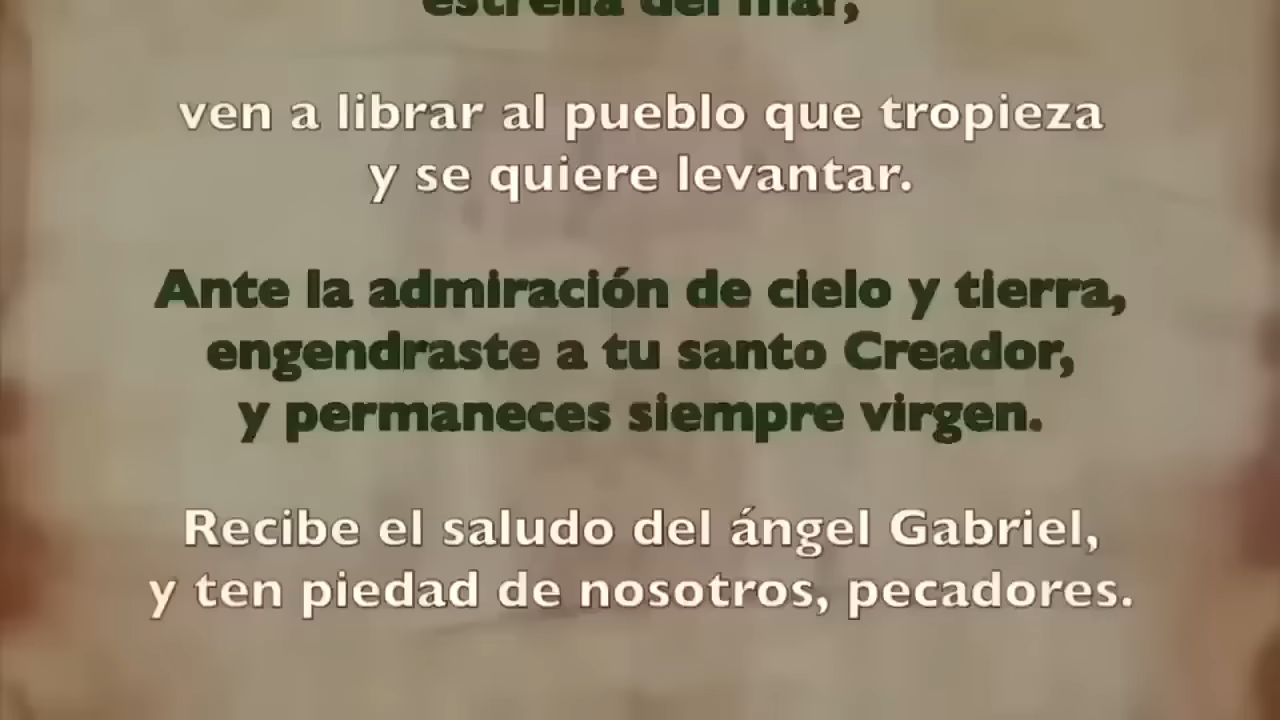 estrella del mar,
ven a librar al pueblo que tropieza
y se quiere levantar.
Ante la admiración de cielo y tierra,
engendraste a tu santo Creador,
y permaneces siempre virgen.
Recibe el saludo del ángel Gabriel,
y ten piedad de nosotros, pecadores.